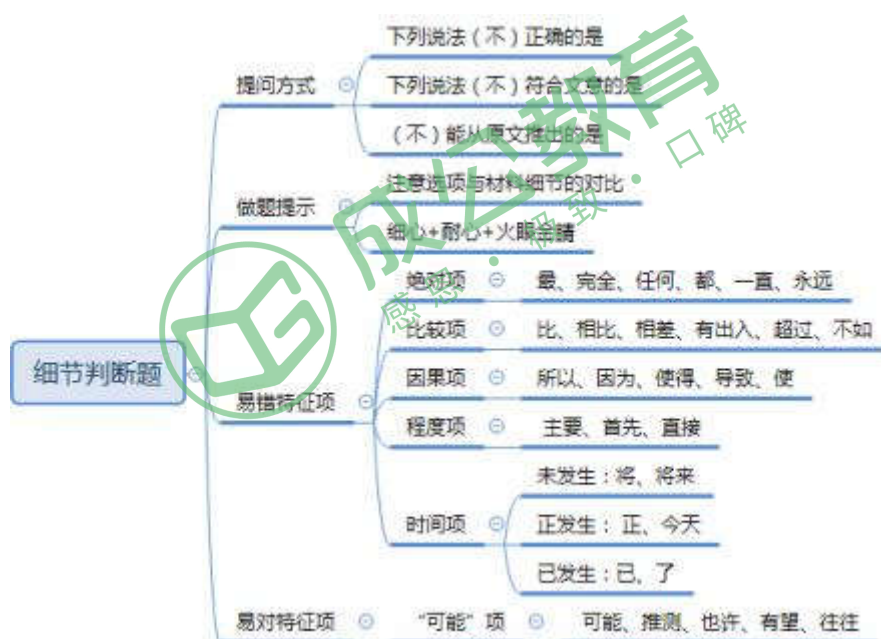 下列说法（不）正确的是
提问方式
下列说法（不）符合文意的是
（不）能从原文推出的是
注意选项与材料细节的对比
做题提示
细心+耐心+火眼金睛
绝对项 最、完全、任何、都、一直、永远
比较项 比、相比、相差、有出入、超过、不如
细节判断题
易错特征项
因果项 所以、因为、使得、导致、使
程度项 主要、首先、直接
未发生：将、将来
时间项 正发生：正、今天
已发生：已、了
易对特征项 “可能”项 可能、推测、也许、有望、往往
成公教育
感恩·极致·口碑